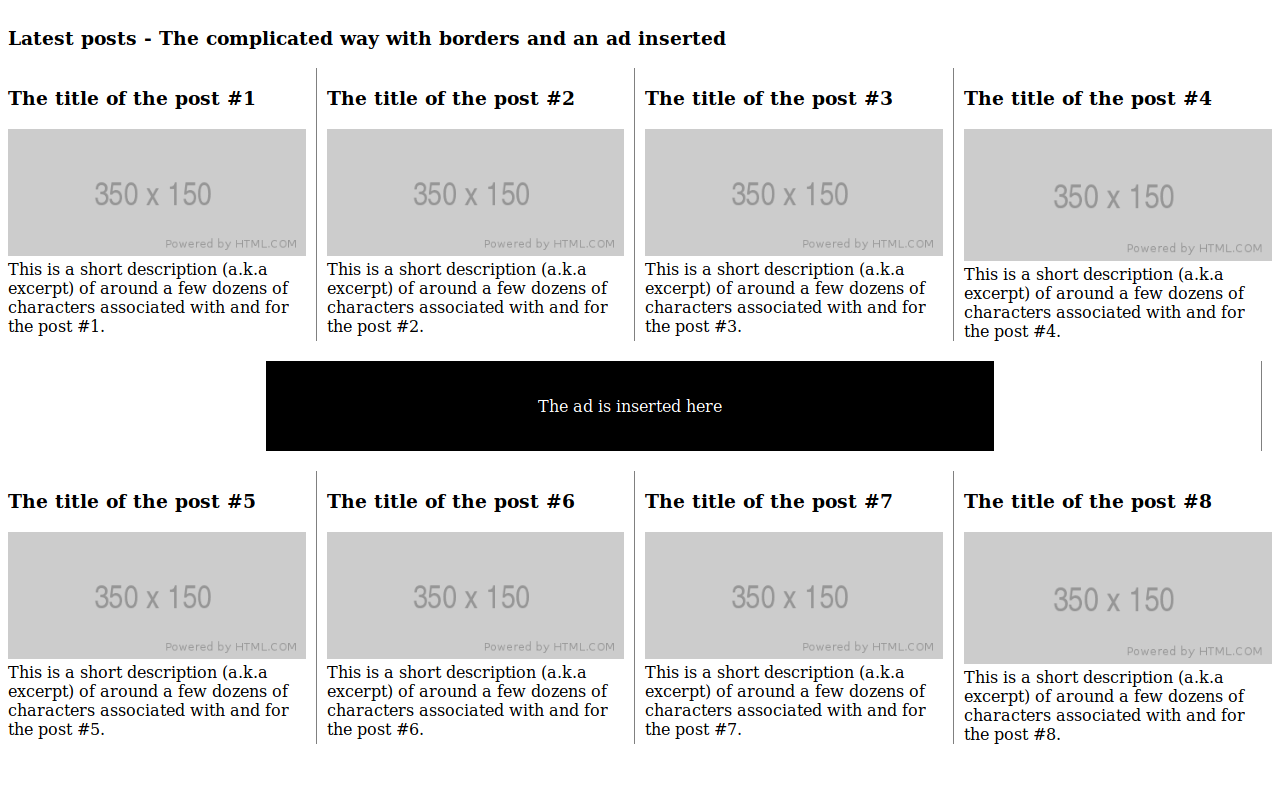 Latest posts - The complicated way with borders and an ad inserted
The title of the post #1
350 x 150
Powered by HTML.COM
This is a short description (a.k.a
excerpt) of around a few dozens of
characters associated with and for
the post #1.
The title of the post #2
350 x 150
Powered by HTML.COM
This is a short description (a.k.a
excerpt) of around a few dozens of
characters associated with and for
the post #2.
The title of the post #3
350 x 150
Powered by HTML.COM
This is a short description (a.k.a
excerpt) of around a few dozens of
characters associated with and for
the post #3.
The title of the post #4
350 x 150
Powered by HTML.COM
This is a short description (a.k.a
excerpt) of around a few dozens of
characters associated with and for
the post #4.
The ad is inserted here
The title of the post #5
350 x 150
Powered by HTML.COM
This is a short description (a.k.a
excerpt) of around a few dozens of
characters associated with and for
the post #5.
The title of the post #6
350 x 150
Powered by HTML.COM
This is a short description (a.k.a
excerpt) of around a few dozens of
characters associated with and for
the post #6.
The title of the post #7
350 x 150
Powered by HTML.COM
This is a short description (a.k.a
excerpt) of around a few dozens of
characters associated with and for
the post #7.
The title of the post #8
350 x 150
Powered by HTML.COM
This is a short description (a.k.a
excerpt) of around a few dozens of
characters associated with and for
the post #8.